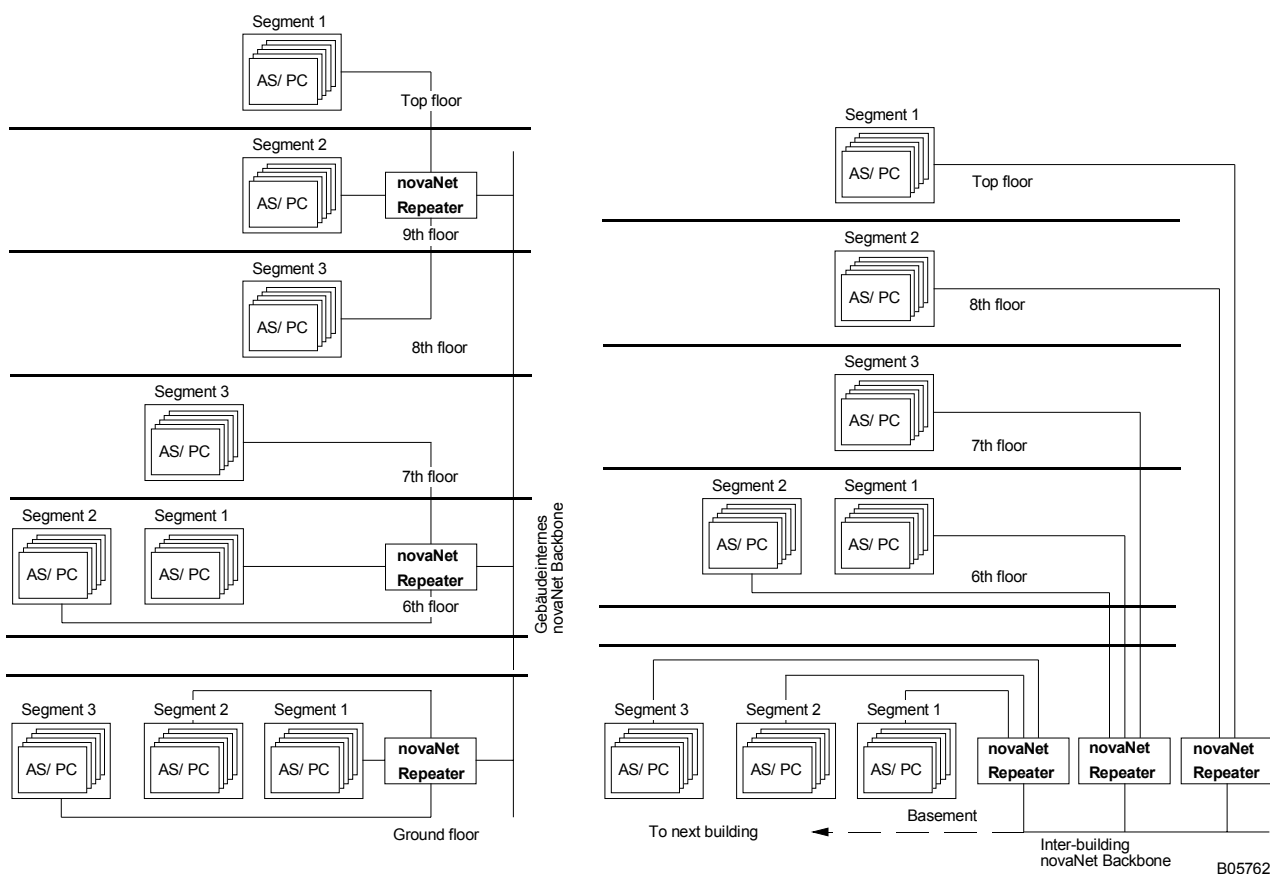 Segment 1
AS/ PC
Top floor
Segment 2
AS/ PC
novaNet
Repeater
9th floor
Segment 3
AS/ PC
8th floor
Segment 3
AS/ PC
7th floor
Segment 2
Segment 1
AS/ PC
AS/ PC
novaNet
Repeater
6th floor
Gebäudeinternes
novaNet Backbone
Segment 3
Segment 2
Segment 1
AS/ PC
AS/ PC
AS/ PC
novaNet
Repeater
Ground floor
Segment 1
AS/ PC
Top floor
Segment 2
AS/ PC
8th floor
Segment 3
AS/ PC
7th floor
Segment 2
Segment 1
AS/ PC
AS/ PC
6th floor
Segment 3
Segment 2
Segment 1
AS/ PC
AS/ PC
AS/ PC
novaNet
Repeater
novaNet
Repeater
novaNet
Repeater
Basement
To next building
Inter-building
novaNet Backbone
B05762